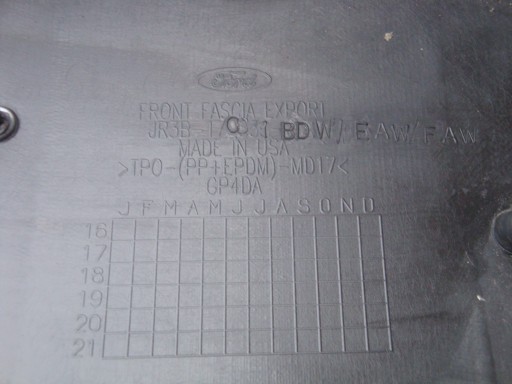 Ford
FRONT FASCIA EXPORT
JR3B-17C831 BDW/EAW/FAW
MADE IN USA
>TPO-(PP+EPDM)-MD17<
GP4DA
J F M A M J J A S O N D
16
17
18
19
20
21